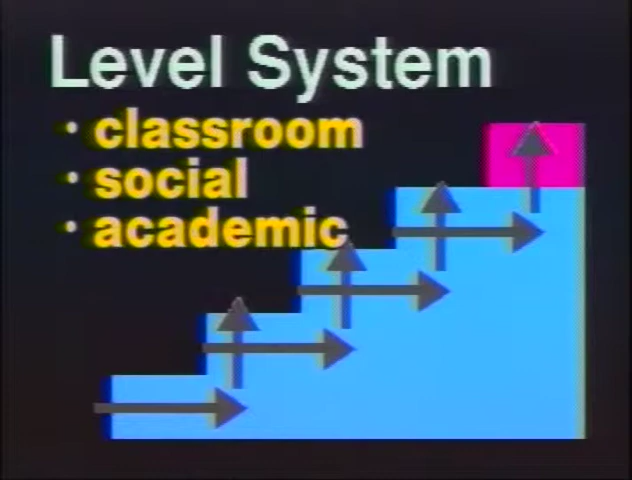 Level System
· classroom
· social
· academic